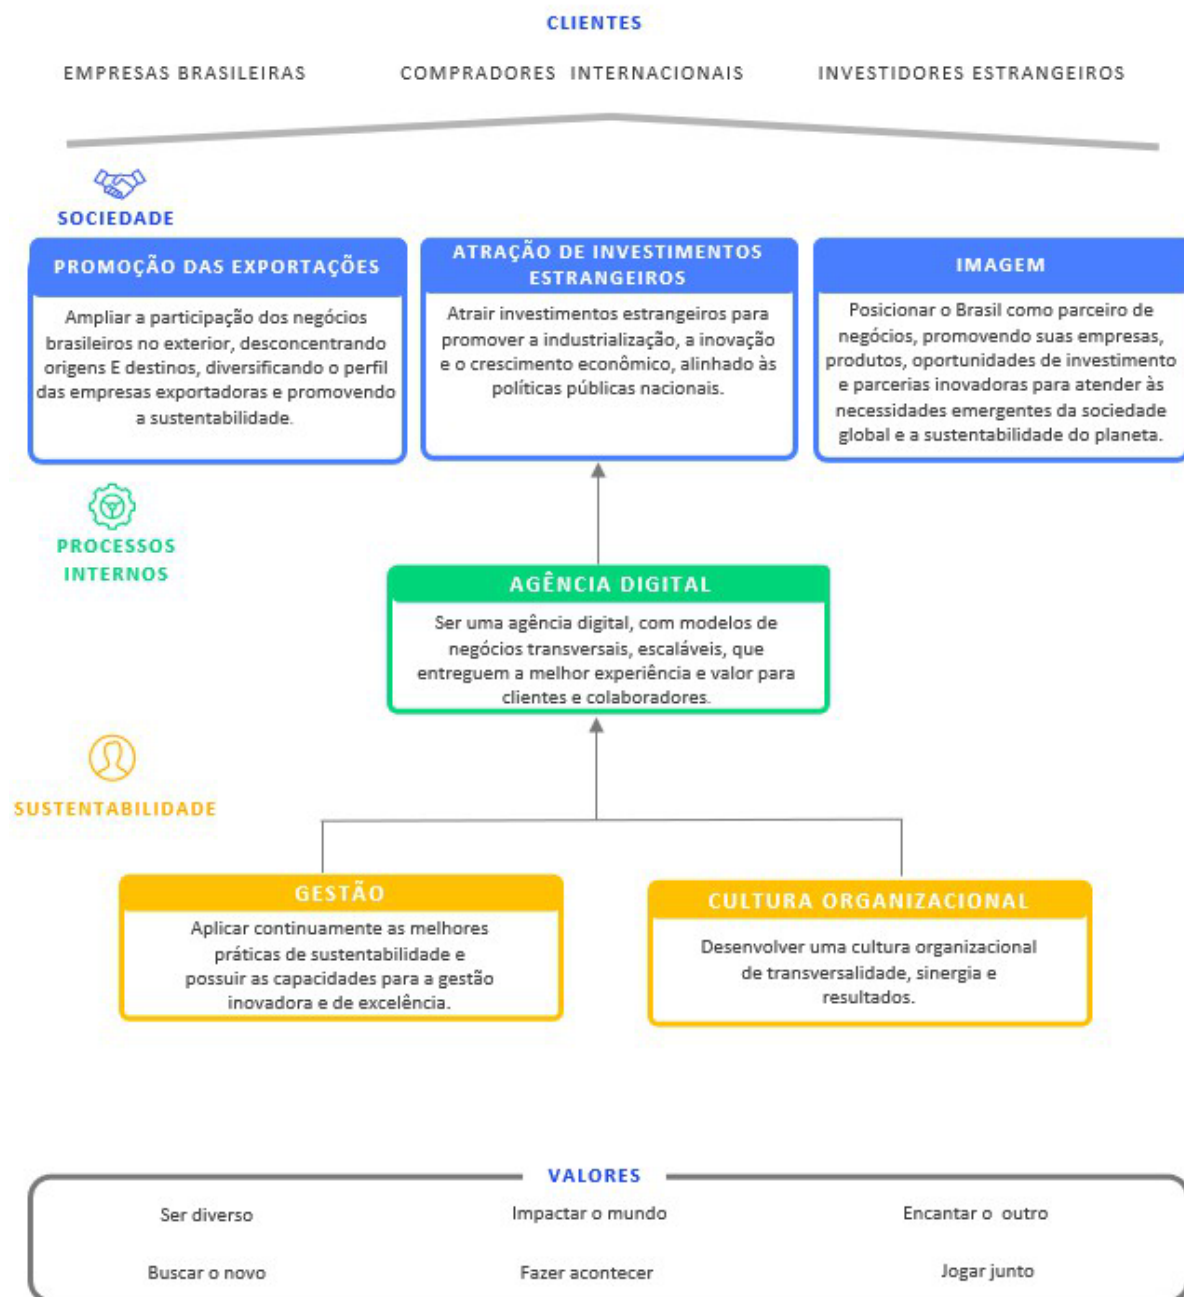 CLIENTES
EMPRESAS BRASILEIRAS
COMPRADORES INTERNACIONAIS
INVESTIDORES ESTRANGEIROS
SOCIEDADE
PROMOÇÃO DAS EXPORTAÇÕES
Ampliar a participação dos negócios
brasileiros no exterior, desconcentrando
origens E destinos, diversificando o perfil
das empresas exportadoras e promovendo
a sustentabilidade.
ATRAÇÃO DE INVESTIMENTOS
ESTRANGEIROS
Atrair investimentos estrangeiros para
promover a industrialização, a inovação
e o crescimento econômico, alinhado às
políticas públicas nacionais.
IMAGEM
Posicionar o Brasil como parceiro de
negócios, promovendo suas empresas,
produtos, oportunidades de investimento
e parcerias inovadoras para atender às
necessidades emergentes da sociedade
global e a sustentabilidade do planeta.
PROCESSOS
INTERNOS
AGÊNCIA DIGITAL
Ser uma agência digital, com modelos de
negócios transversais, escaláveis, que
entreguem a melhor experiência e valor para
clientes e colaboradores.
SUSTENTABILIDADE
GESTÃO
Aplicar continuamente as melhores
práticas de sustentabilidade e
possuir as capacidades para a gestão
inovadora e de excelência.
CULTURA ORGANIZACIONAL
Desenvolver uma cultura organizacional
de transversalidade, sinergia e
resultados.
VALORES
Ser diverso
Impactar o mundo
Encantar o outro
Buscar o novo
Fazer acontecer
Jogar junto